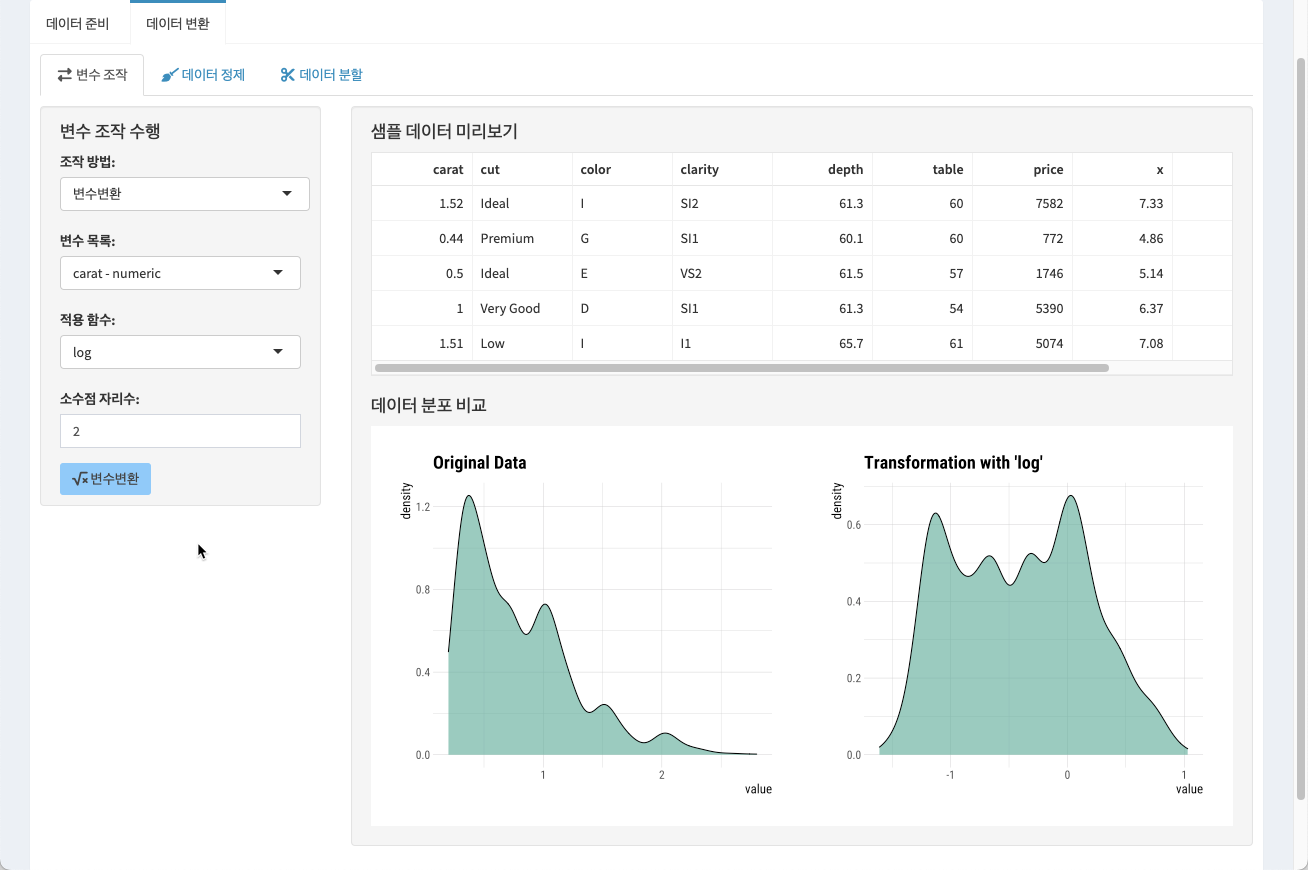 데이터 준비 데이터 변환
변수 조작 데이터 정제 데이터 분할
변수 조작 수행
조작 방법:
변수변환
변수 목록:
carat - numeric
적용 함수:
log
소수점 자리수:
2
√x 변수변환
샘플 데이터 미리보기
carat cut color clarity depth table price x
1.52 Ideal I SI2 61.3 60 7582 7.33
0.44 Premium G SI1 60.1 60 772 4.86
0.5 Ideal E VS2 61.5 57 1746 5.14
1 Very Good D SI1 61.3 54 5390 6.37
1.51 Low I I1 65.7 61 5074 7.08
데이터 분포 비교
Original Data
density
1.2
0.8
0.4
0.0
1 2
value
Transformation with 'log'
density
0.6
0.4
0.2
0.0
-1 0 1
value